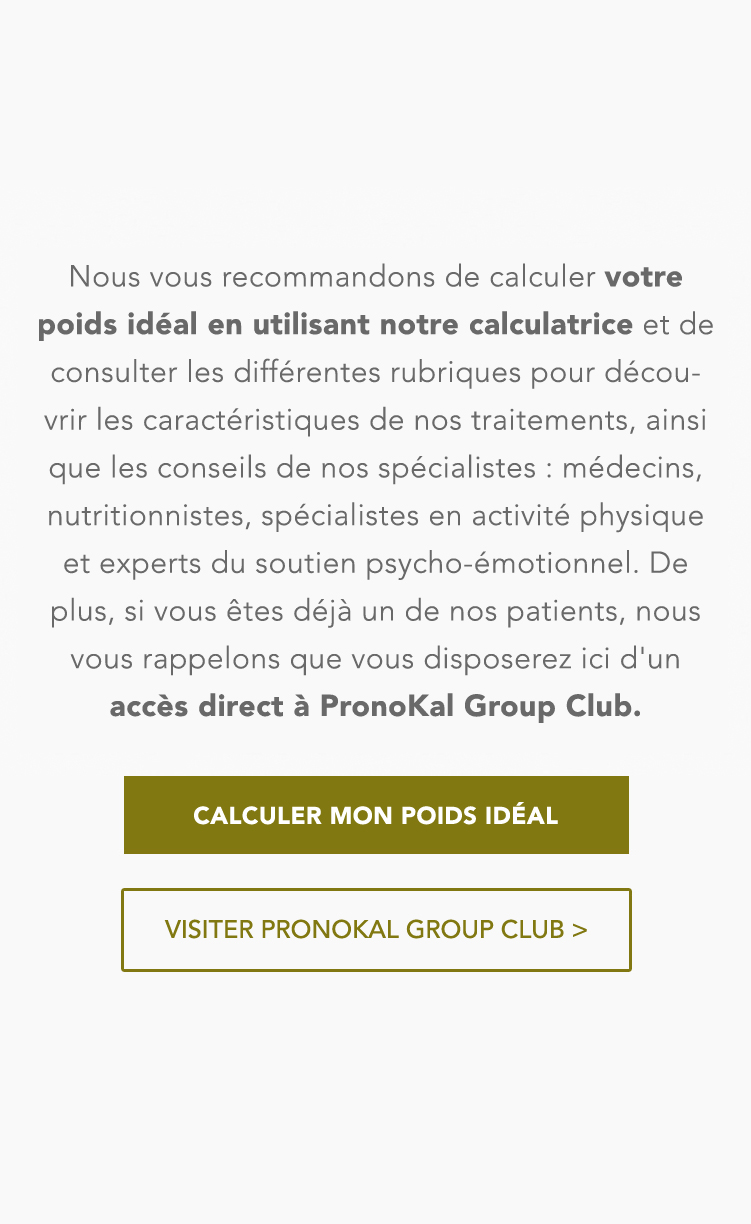 Nous vous recommandons de calculer votre
poids idéal en utilisant notre calculatrice et de
consulter les différentes rubriques pour décou-
vrir les caractéristiques de nos traitements, ainsi
que les conseils de nos spécialistes : médecins,
nutritionnistes, spécialistes en activité physique
et experts du soutien psycho-émotionnel. De
plus, si vous êtes déjà un de nos patients, nous
vous rappelons que vous disposerez ici d'un
accès direct à PronoKal Group Club.
CALCULER MON POIDS IDÉAL
VISITER PRONOKAL GROUP CLUB >